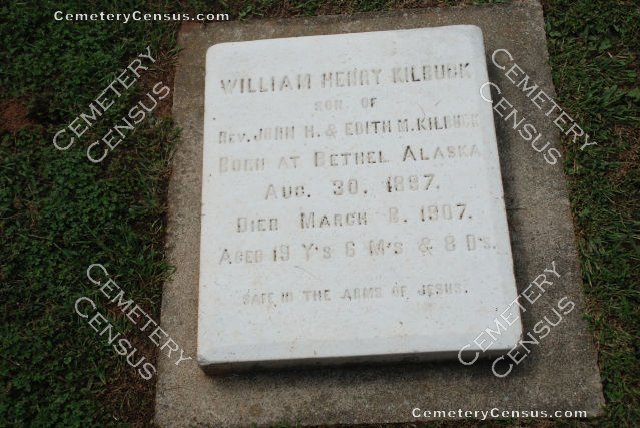 CemeteryCensus.com
CEMETERY CENSUS
CEMETERY CENSUS
WILLIAM HENRY KILBUCK
SON OF
REV. JOHN H. & EDITH M. KILBUCK
BORN AT BETHEL ALASKA
AUG. 30. 1887.
DIED MARCH 8. 1907.
AGED 19 Y'S 6 M'S & 8 D'S.
SAFE IN THE ARMS OF JESUS.
CEMETERY CENSUS
CEMETERY CENSUS
CemeteryCensus.com